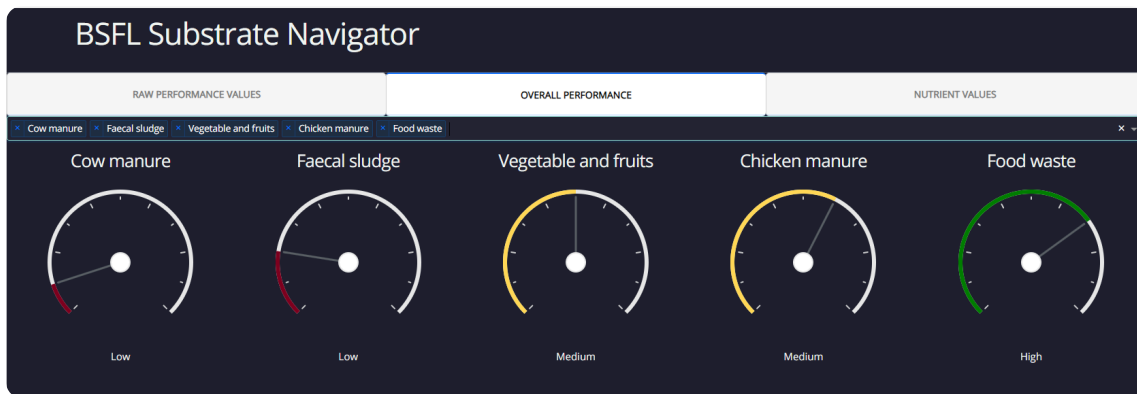 BSFL Substrate Navigator
RAW PERFORMANCE VALUES OVERALL PERFORMANCE NUTRIENT VALUES
× Cow manure × Faecal sludge × Vegetable and fruits × Chicken manure × Food waste ×
Cow manure Faecal sludge Vegetable and fruits Chicken manure Food waste
Low Low Medium Medium High